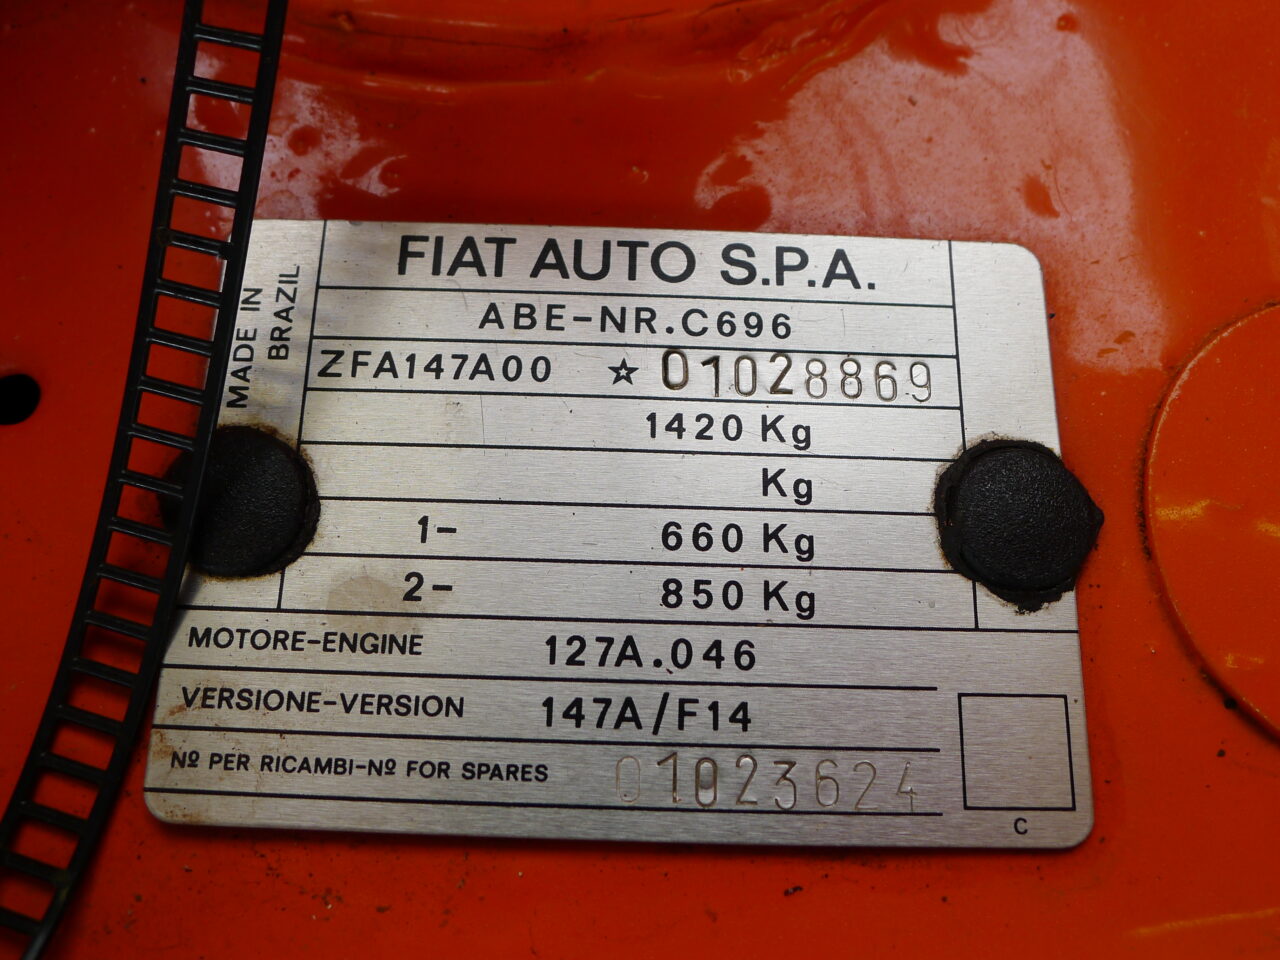 FIAT AUTO S.P.A.
MADE IN
BRAZIL
ABE-NR.C696
ZFA147A00 ☆ 01028869
1420 Kg
Kg
1- 660 Kg
2- 850 Kg
MOTORE-ENGINE 127A.046
VERSIONE-VERSION 147A/F14
Nº PER RICAMBI-Nº FOR SPARES 01023624
C